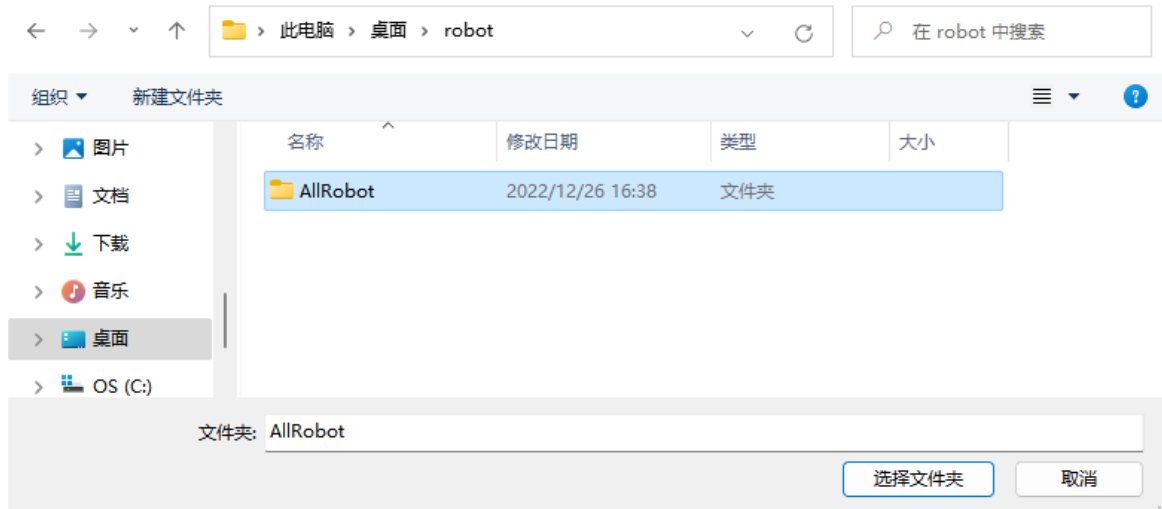 此电脑 > 桌面 > robot
在 robot 中搜索
组织 新建文件夹
名称 修改日期 类型 大小
AllRobot 2022/12/26 16:38 文件夹
图片
文档
下载
音乐
桌面
OS (C:)
文件夹: AllRobot
选择文件夹 取消